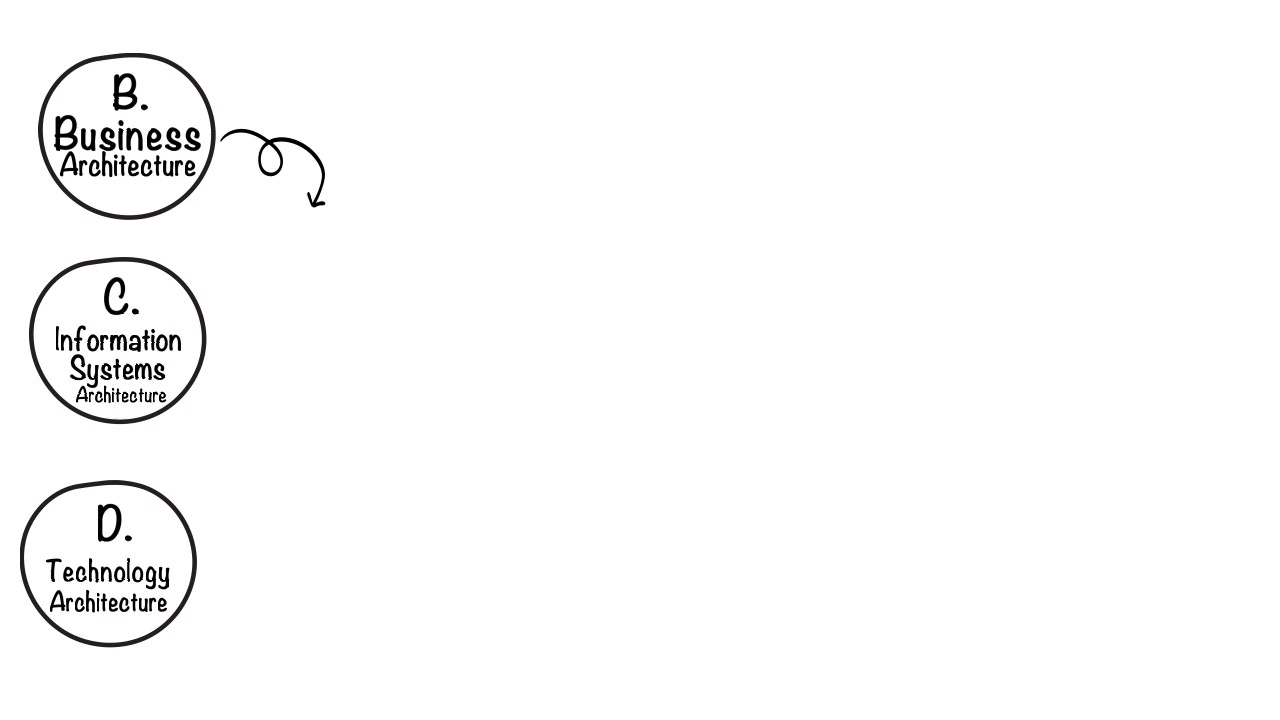 B.
Business
Architecture
C.
Information
Systems
Architecture
D.
Technology
Architecture